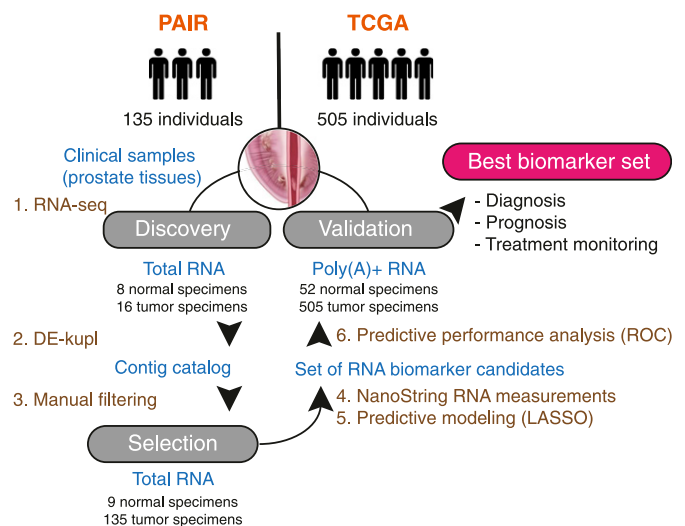 PAIR
TCGA
135 individuals
505 individuals
Clinical samples
(prostate tissues)
Best biomarker set
- Diagnosis
- Prognosis
- Treatment monitoring
1. RNA-seq
Discovery
Validation
Total RNA
8 normal specimens
16 tumor specimens
Poly(A)+ RNA
52 normal specimens
505 tumor specimens
2. DE-kupl
6. Predictive performance analysis (ROC)
Contig catalog
Set of RNA biomarker candidates
3. Manual filtering
4. NanoString RNA measurements
5. Predictive modeling (LASSO)
Selection
Total RNA
9 normal specimens
135 tumor specimens